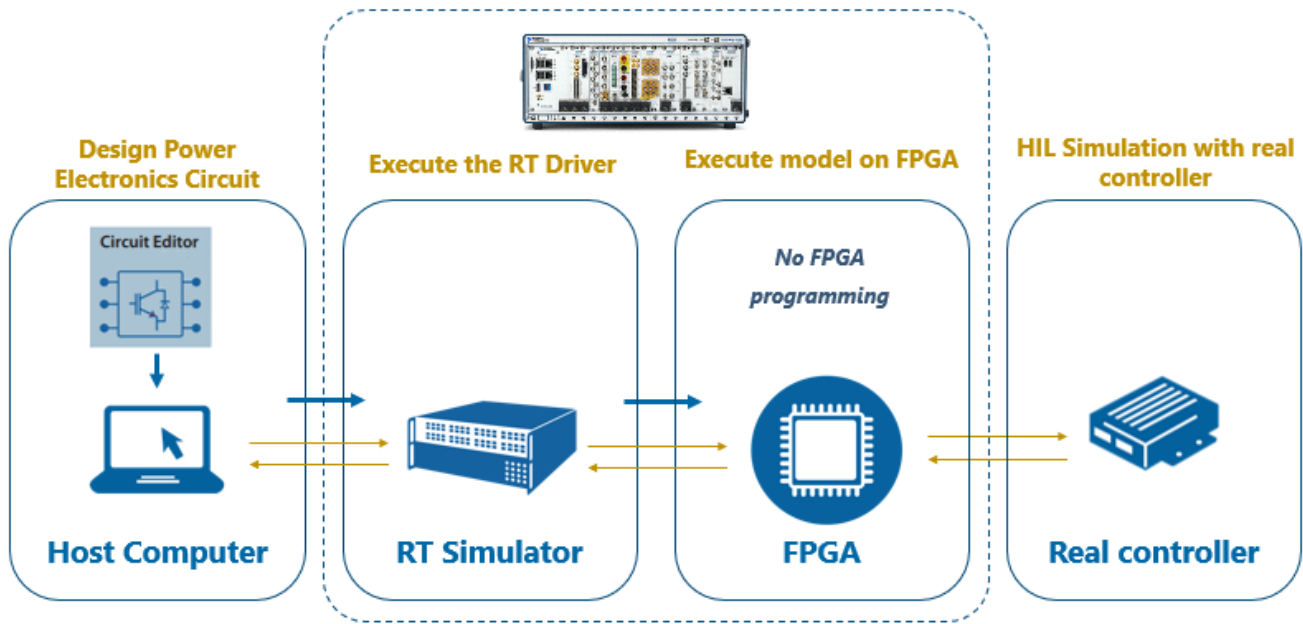 Design Power
Electronics Circuit
Execute the RT Driver
Execute model on FPGA
HIL Simulation with real
controller
Circuit Editor
No FPGA
programming
Host Computer
RT Simulator
FPGA
Real controller